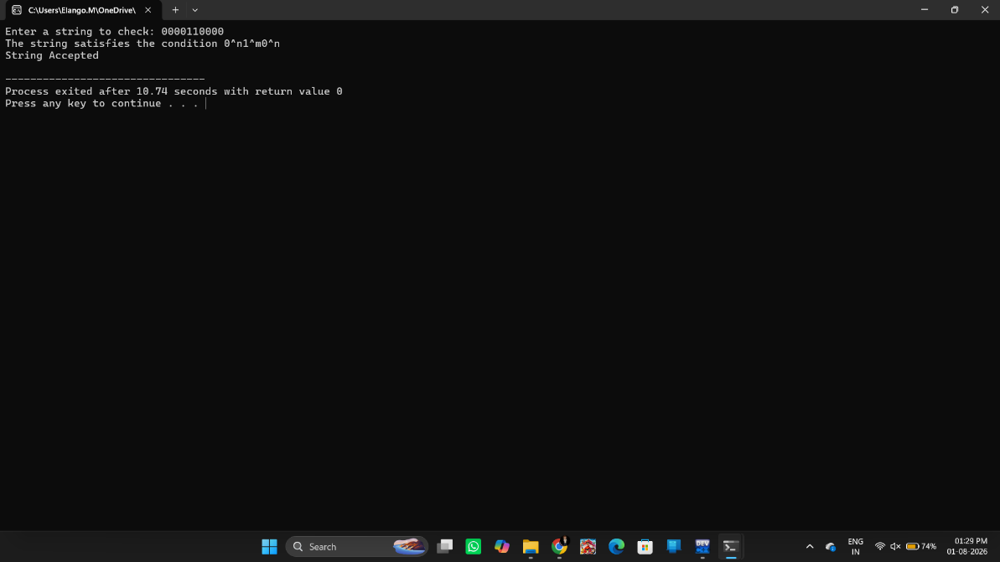 C:\Users\Elango.M\OneDrive\
Enter a string to check: 0000110000
The string satisfies the condition 0^n1^m0^n
String Accepted
--------------------------------
Process exited after 10.74 seconds with return value 0
Press any key to continue . . .
Search
DEV
ENG
IN
74%
01:29 PM
01-08-2026